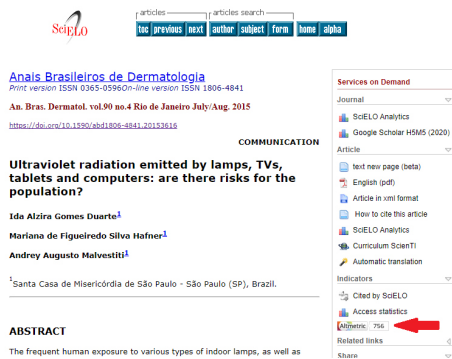 SciELO
articles
articles search
toc previous next author subject form home alpha
Anais Brasileiros de Dermatologia
Print version ISSN 0365-0596On-line version ISSN 1806-4841
An. Bras. Dermatol. vol.90 no.4 Rio de Janeiro July/Aug. 2015
https://doi.org/10.1590/abd1806-4841.20153616
COMMUNICATION
Ultraviolet radiation emitted by lamps, TVs,
tablets and computers: are there risks for the
population?
Ida Alzira Gomes Duarte1
Mariana de Figueiredo Silva Hafner1
Andrey Augusto Malvestiti1
1Santa Casa de Misericórdia de São Paulo - São Paulo (SP), Brazil.
ABSTRACT
The frequent human exposure to various types of indoor lamps, as well as
Services on Demand
Journal
SciELO Analytics
Google Scholar H5M5 (2020)
Article
text new page (beta)
English (pdf)
Article in xml format
How to cite this article
SciELO Analytics
Curriculum ScienTI
Automatic translation
Indicators
Cited by SciELO
Access statistics
Altmetric 756
Related links
Share